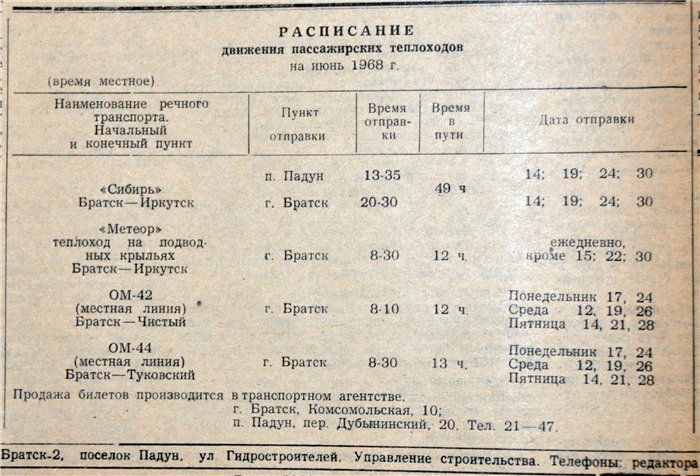 РАСПИСАНИЕ
движения пассажирских теплоходов
на июнь 1968 г.
(время местное)
Наименование речного транспорта. Начальный и конечный пункт
Пункт отправки
Время отправ-ки
Время в пути
Дата отправки
«Сибирь»
Братск—Иркутск
п. Падун 13-35 14; 19; 24; 30
49 ч
г. Братск 20-30 14; 19; 24; 30
«Метеор»
теплоход на подвод-
ных крыльях
Братск—Иркутск
г. Братск 8-30 12 ч.
ежедневно,
кроме 15; 22; 30
ОМ-42
(местная линия)
Братск—Чистый
г. Братск 8-10 12 ч.
Понедельник 17, 24
Среда 12, 19, 26
Пятница 14, 21, 28
ОМ-44
(местная линия)
Братск—Туковский
г. Братск 8-30 13 ч.
Понедельник 17, 24
Среда 12, 19, 26
Пятница 14, 21, 28
Продажа билетов производится в транспортном агентстве.
г. Братск, Комсомольская, 10;
п. Падун, пер. Дубынинский, 20. Тел. 21—47.
Братск-2, поселок Падун, ул Гидростроителей. Управление строительства. Телефоны: редактора